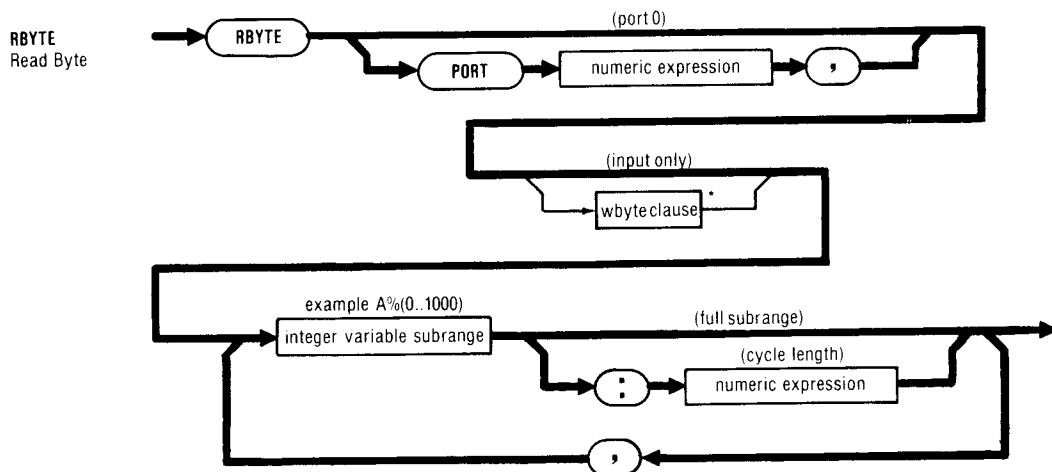 RBYTE
Read Byte
RBYTE
(port 0)
PORT
numeric expression
,
(input only)
wbyte clause*
example A%(0..1000)
integer variable subrange
(full subrange)
(cycle length)
:
numeric expression
,